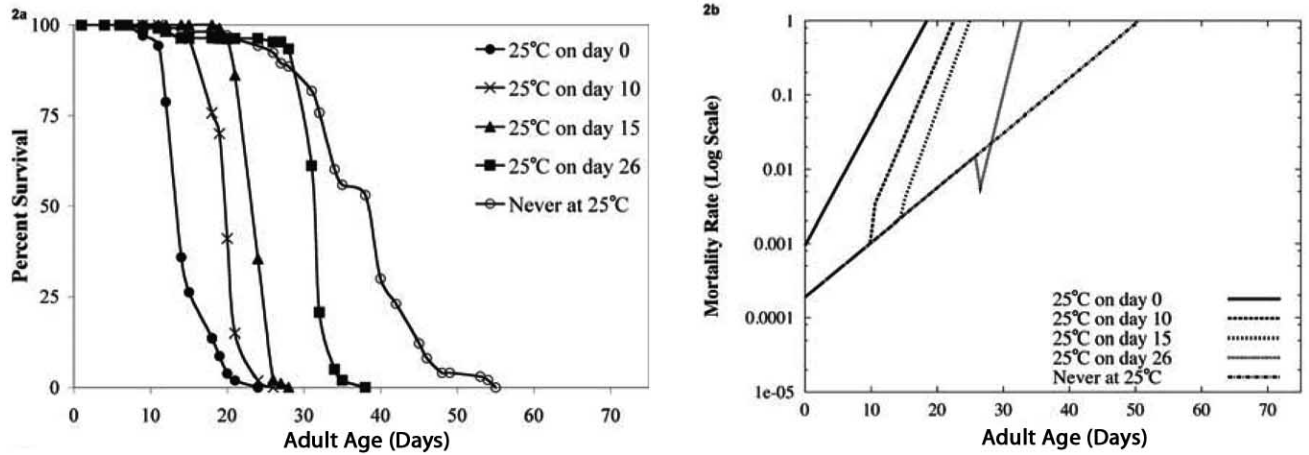 2a
100
75
50
25
0
Percent Survival
25°C on day 0
25°C on day 10
25°C on day 15
25°C on day 26
Never at 25°C
0 10 20 30 40 50 60 70
Adult Age (Days)
2b
1
0.1
0.01
0.001
0.0001
1e-05
Mortality Rate (Log Scale)
25°C on day 0
25°C on day 10
25°C on day 15
25°C on day 26
Never at 25°C
0 10 20 30 40 50 60 70
Adult Age (Days)